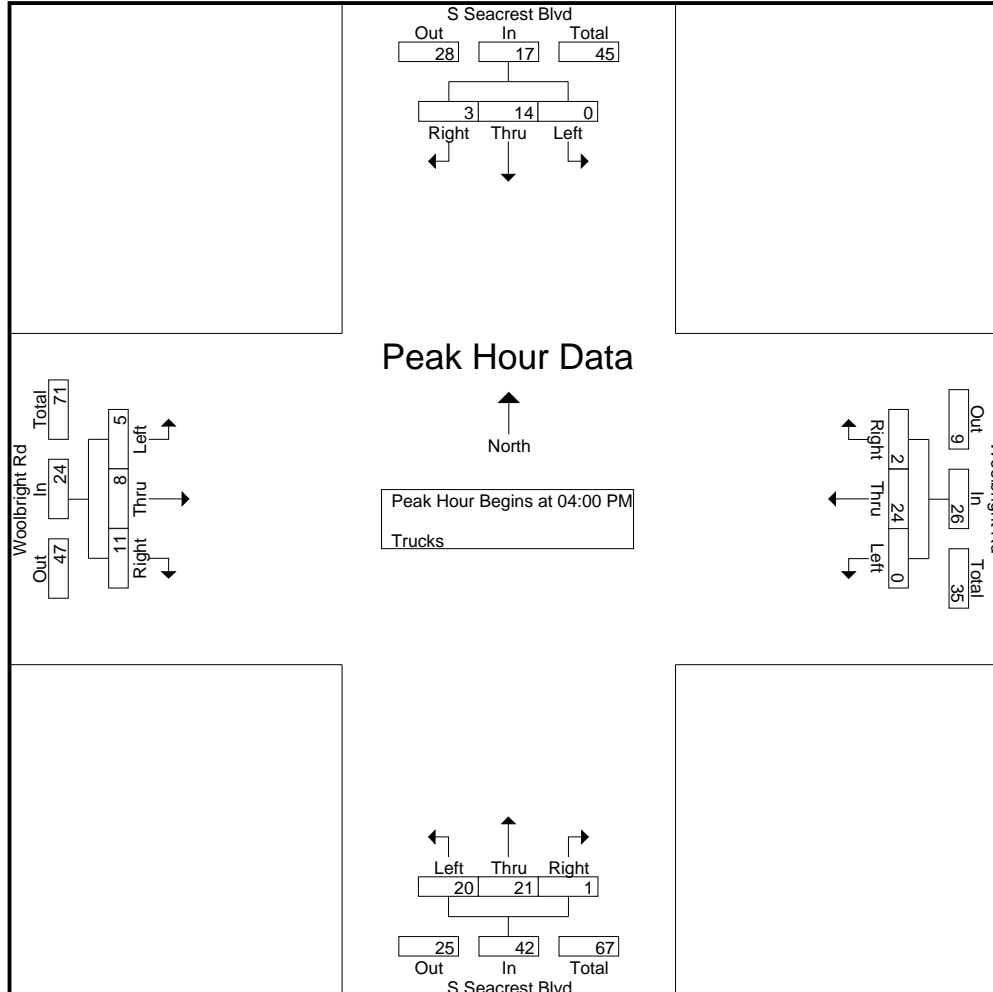 S Seacrest Blvd
Out In Total
28 17 45
3 14 0
Right Thru Left
Peak Hour Data
North
Peak Hour Begins at 04:00 PM
Trucks
Woolbright Rd
Total In Out
71 24 47
5 8 11
Left Thru Right
Right Thru Left
2 24 0
Out In Total
9 26 35
Left Thru Right
20 21 1
25 42 67
Out In Total
S Seacrest Blvd